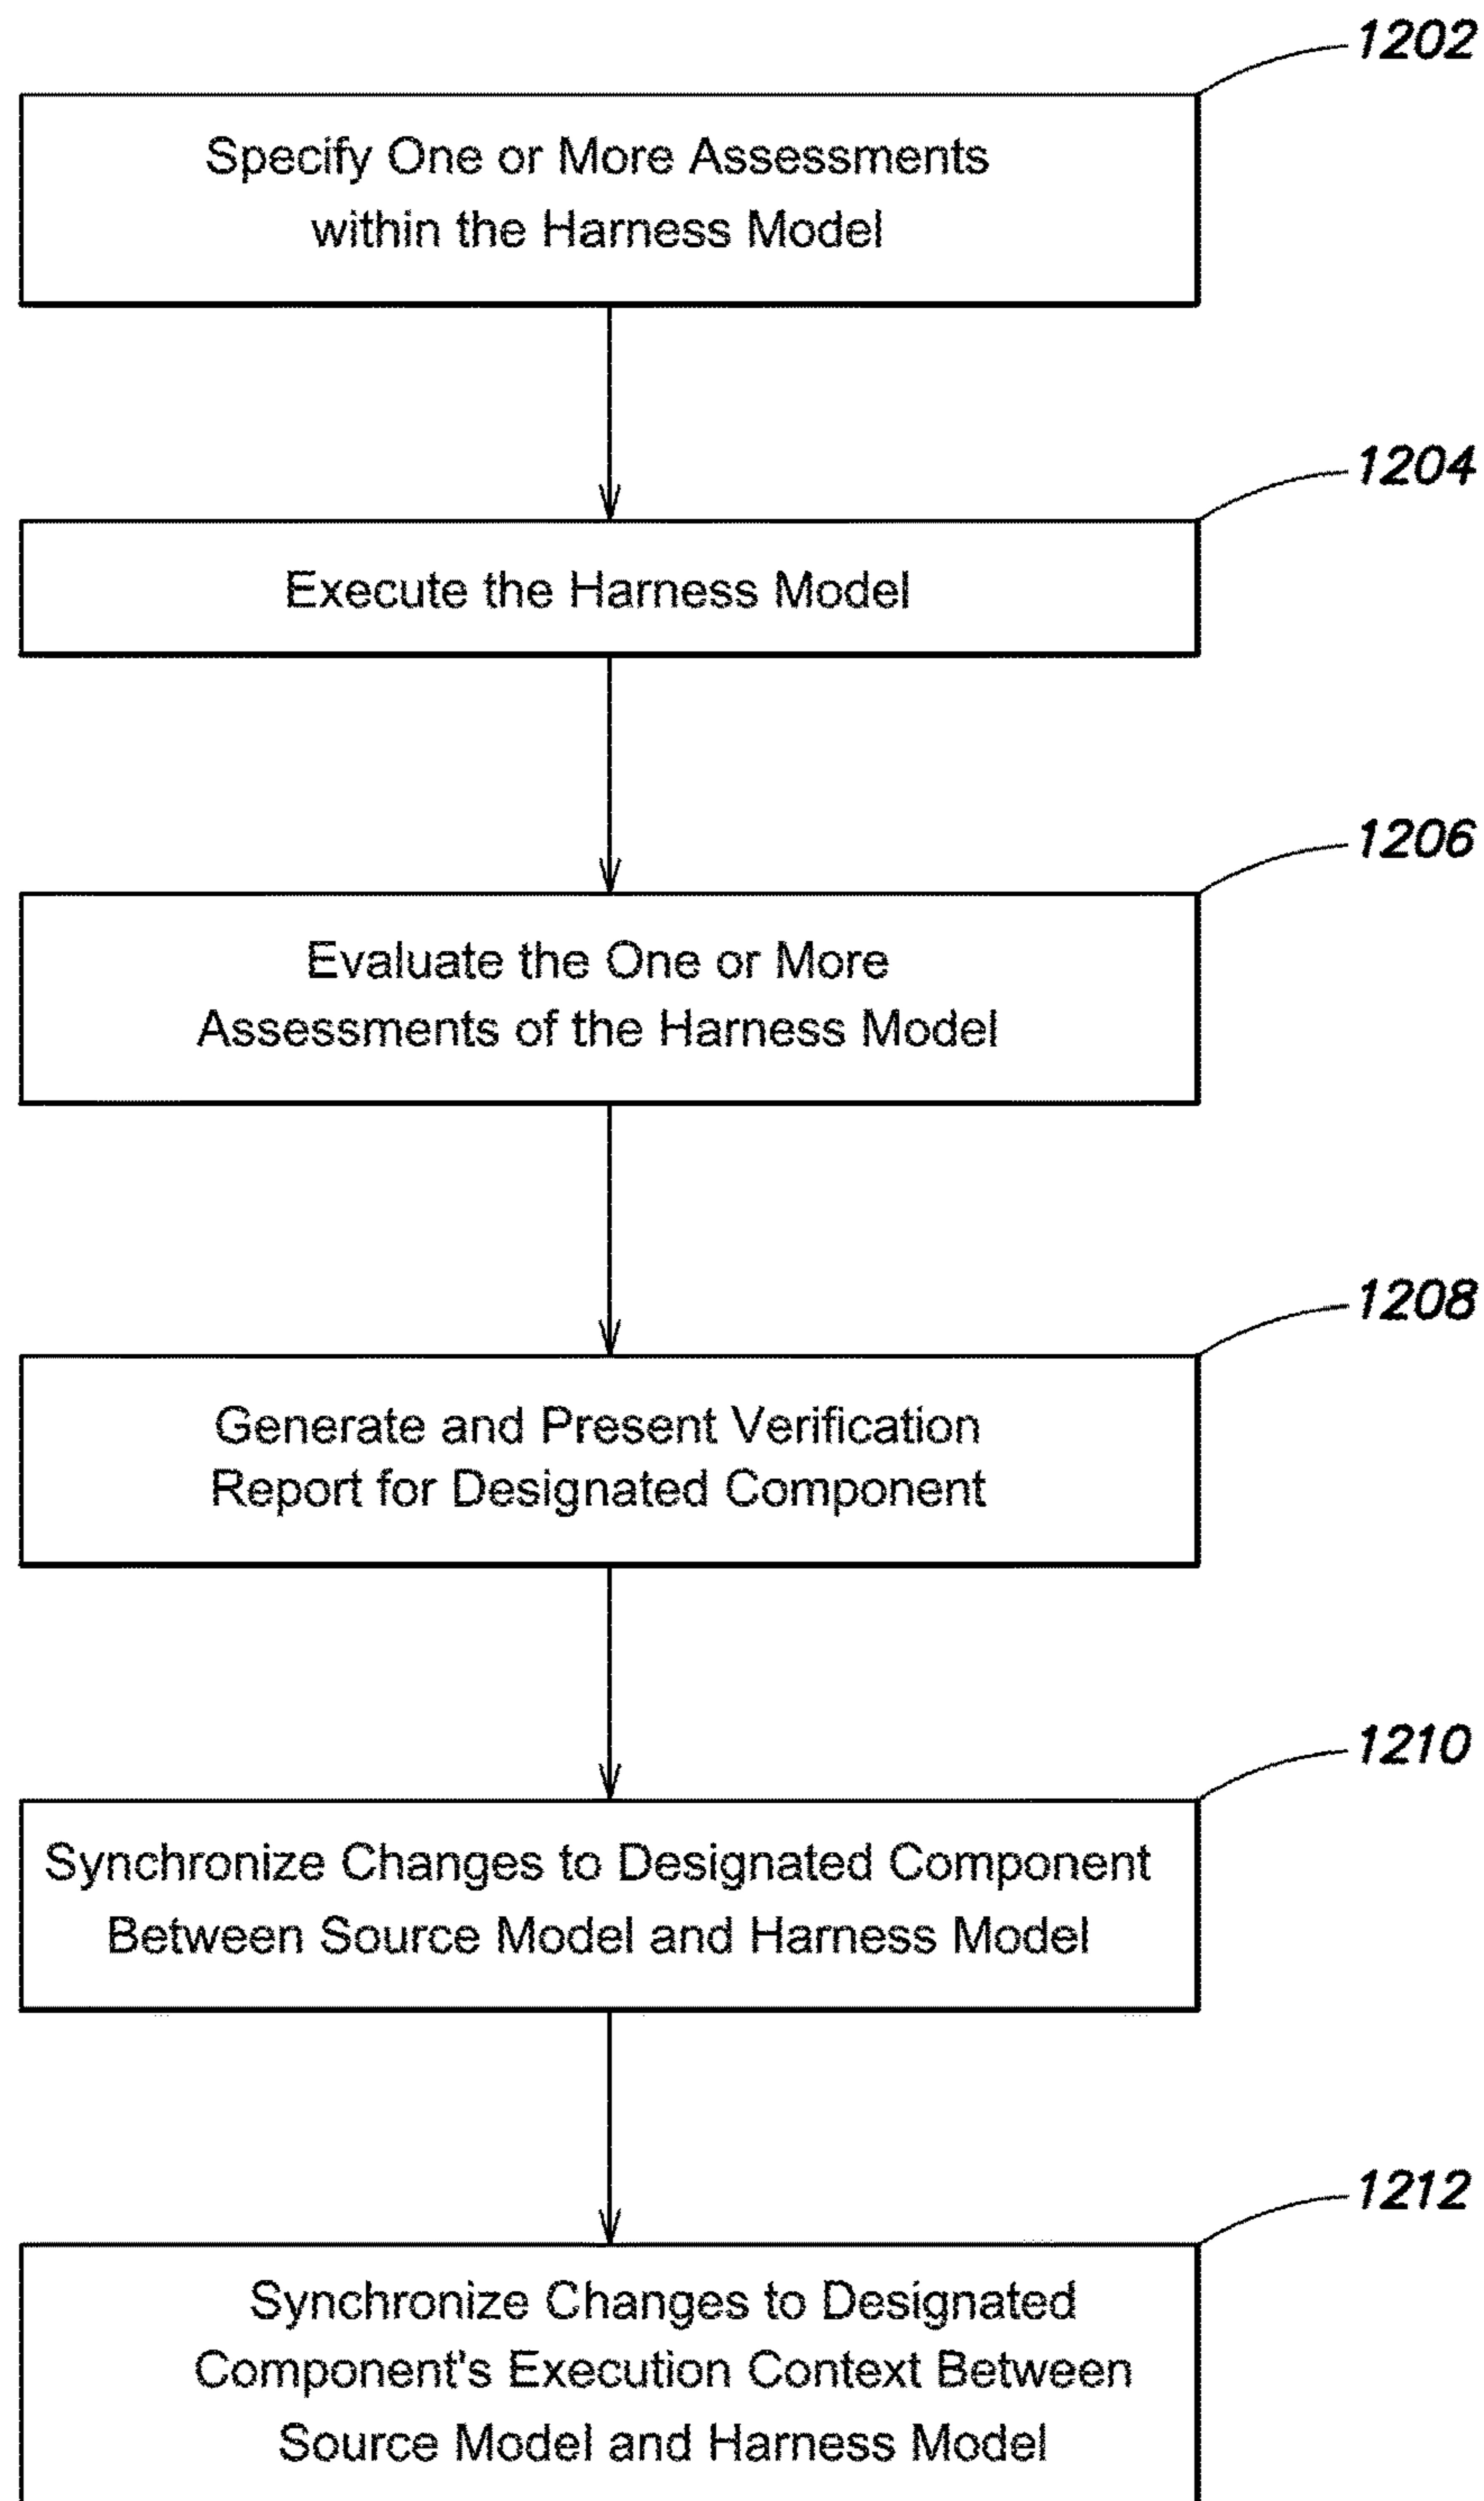 1202
Specify One or More Assessments
within the Harness Model
1204
Execute the Harness Model
1206
Evaluate the One or More
Assessments of the Harness Model
1208
Generate and Present Verification
Report for Designated Component
1210
Synchronize Changes to Designated Component
Between Source Model and Harness Model
1212
Synchronize Changes to Designated
Component's Execution Context Between
Source Model and Harness Model